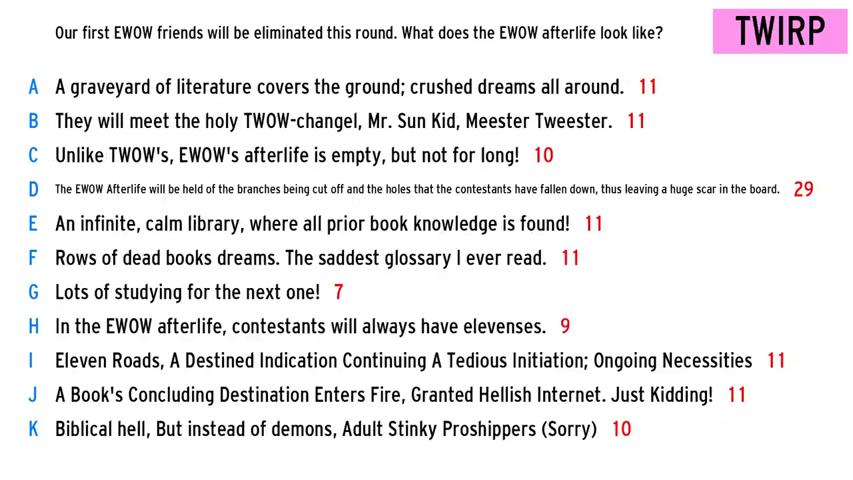 Our first EWOW friends will be eliminated this round. What does the EWOW afterlife look like?
TWIRP
A A graveyard of literature covers the ground; crushed dreams all around. 11
B They will meet the holy TWOW-changel, Mr. Sun Kid, Meester Tweester. 11
C Unlike TWOW's, EWOW's afterlife is empty, but not for long! 10
D The EWOW Afterlife will be held of the branches being cut off and the holes that the contestants have fallen down, thus leaving a huge scar in the board. 29
E An infinite, calm library, where all prior book knowledge is found! 11
F Rows of dead books dreams. The saddest glossary I ever read. 11
G Lots of studying for the next one! 7
H In the EWOW afterlife, contestants will always have elevenses. 9
I Eleven Roads, A Destined Indication Continuing A Tedious Initiation; Ongoing Necessities 11
J A Book's Concluding Destination Enters Fire, Granted Hellish Internet. Just Kidding! 11
K Biblical hell, But instead of demons, Adult Stinky Proshippers (Sorry) 10